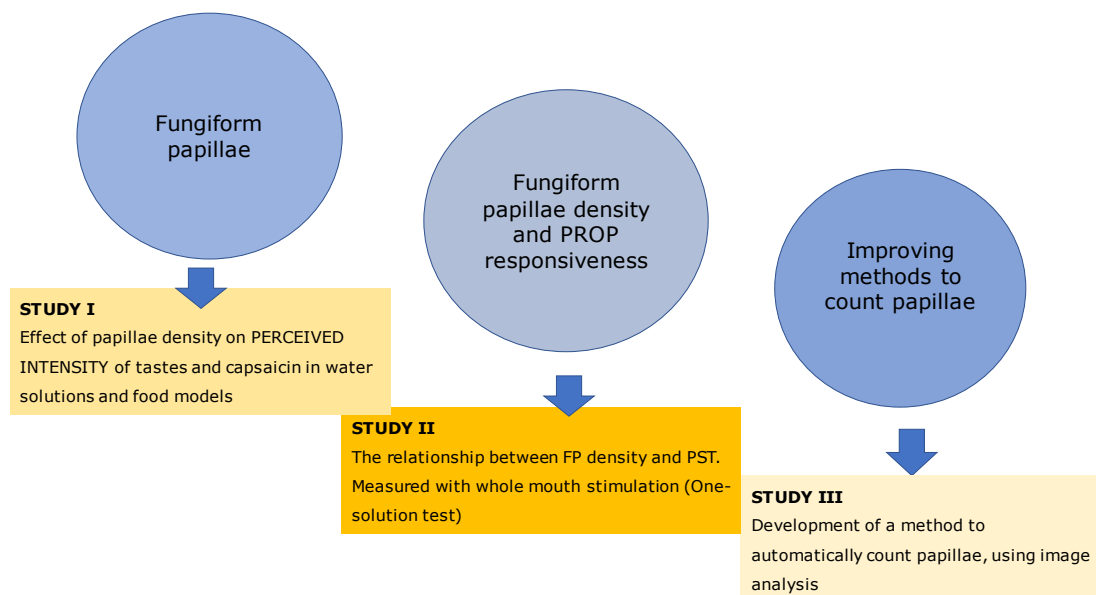 Fungiform
papillae
STUDY I
Effect of papillae density on PERCEIVED
INTENSITY of tastes and capsaicin in water
solutions and food models
Fungiform
papillae density
and PROP
responsiveness
STUDY II
The relationship between FP density and PST.
Measured with whole mouth stimulation (One-
solution test)
Improving
methods to
count papillae
STUDY III
Development of a method to
automatically count papillae, using image
analysis